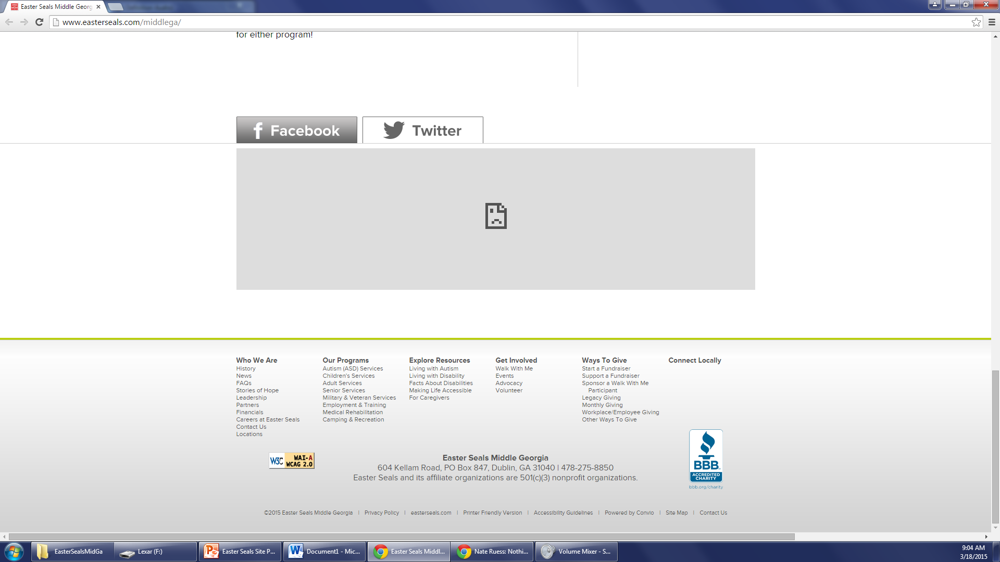 Easter Seals Middle Georg
www.easterseals.com/middlega/
for either program!
Facebook
Twitter
Who We Are
History
News
FAQs
Stories of Hope
Leadership
Partners
Financials
Careers at Easter Seals
Contact Us
Locations
Our Programs
Autism (ASD) Services
Children's Services
Adult Services
Senior Services
Military & Veteran Services
Employment & Training
Medical Rehabilitation
Camping & Recreation
Explore Resources
Living with Autism
Living with Disability
Facts About Disabilities
Making Life Accessible
For Caregivers
Get Involved
Walk With Me
Events
Advocacy
Volunteer
Ways To Give
Start a Fundraiser
Support a Fundraiser
Sponsor a Walk With Me
Participant
Legacy Giving
Monthly Giving
Workplace/Employee Giving
Other Ways To Give
Connect Locally
W3C WAI-A
WCAG 2.0
Easter Seals Middle Georgia
604 Kellam Road, PO Box 847, Dublin, GA 31040 | 478-275-8850
Easter Seals and its affiliate organizations are 501(c)(3) nonprofit organizations.
BBB
ACCREDITED
CHARITY
bbb.org/charity
©2015 Easter Seals Middle Georgia | Privacy Policy | easterseals.com | Printer Friendly Version | Accessibility Guidelines | Powered by Convio | Site Map | Contact Us
EasterSealsMidGa
Lexar (F:)
Easter Seals Site P...
Document1 - Mic...
Easter Seals Middl...
Nate Ruess: Nothi...
Volume Mixer - S...
9:04 AM
3/18/2015